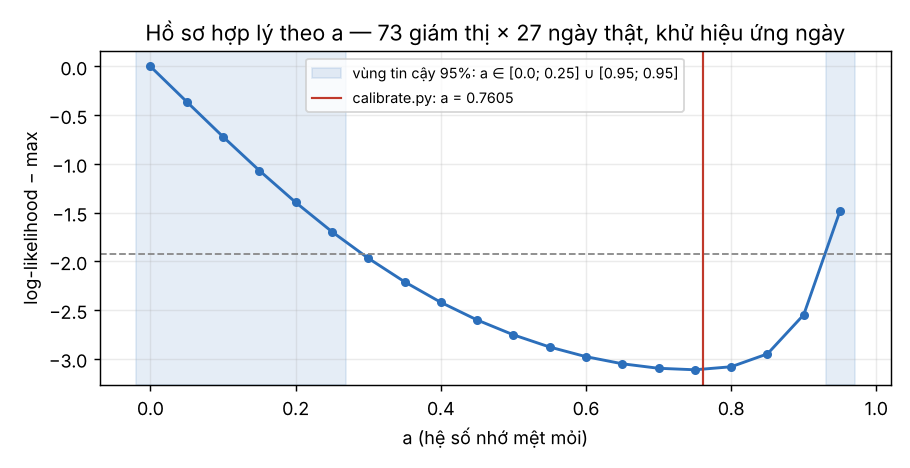 Hồ sơ hợp lý theo a — 73 giám thị × 27 ngày thật, khử hiệu ứng ngày
vùng tin cậy 95%: a ∈ [0.0; 0.25] ∪ [0.95; 0.95]
calibrate.py: a = 0.7605
log-likelihood − max
0.0
−0.5
−1.0
−1.5
−2.0
−2.5
−3.0
0.0 0.2 0.4 0.6 0.8 1.0
a (hệ số nhớ mệt mỏi)